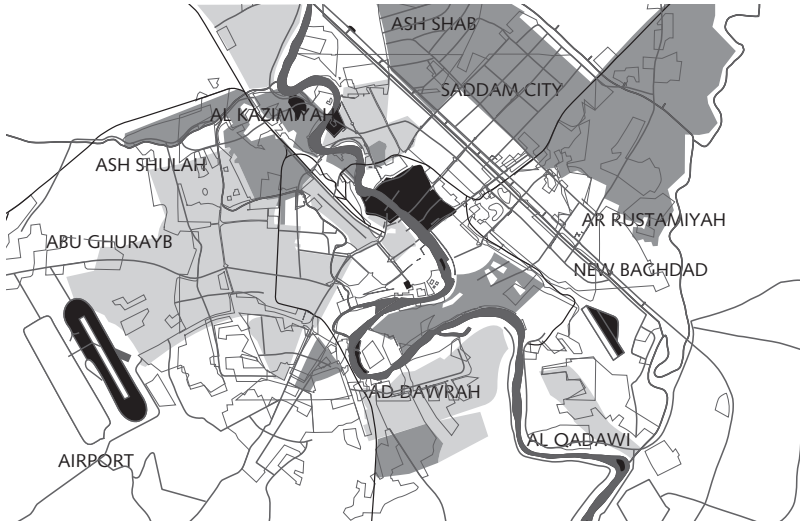 ASH SHAB
SADDAM CITY
AL KAZIMIYAH
ASH SHULAH
AR RUSTAMIYAH
ABU GHURAYB
NEW BAGHDAD
AD DAWRAH
AL QADAWI
AIRPORT